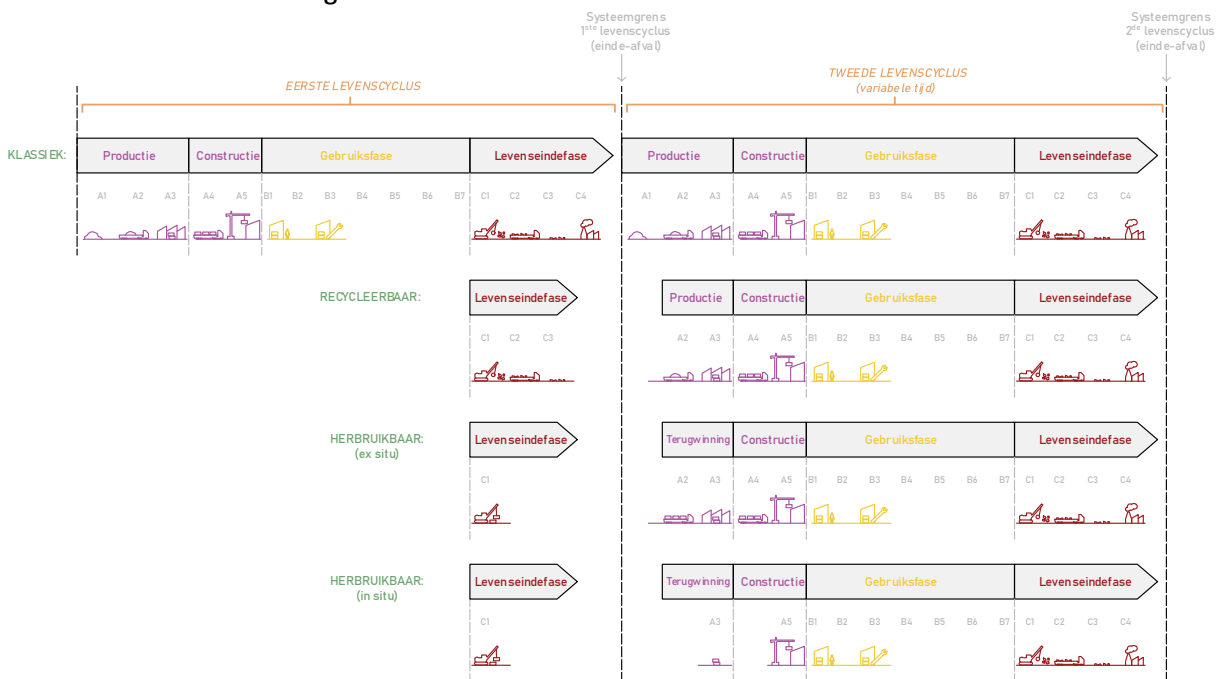 g
Systeemgrens
1ste levenscyclus
(einde-afval)
Systeemgrens
2de levenscyclus
(einde-afval)
EERSTE LEVENSCYCLUS
TWEEDE LEVENSCYCLUS
(variabele tijd)
KLASSIEK:
Productie Constructie Gebruiksfase Levenseindefase Productie Constructie Gebruiksfase Levenseindefase
A1 A2 A3 A4 A5 B1 B2 B3 B4 B5 B6 B7 C1 C2 C3 C4 A1 A2 A3 A4 A5 B1 B2 B3 B4 B5 B6 B7 C1 C2 C3 C4
RECYCLEERBAAR:
Levenseindefase Productie Constructie Gebruiksfase Levenseindefase
C1 C2 C3 A2 A3 A4 A5 B1 B2 B3 B4 B5 B6 B7 C1 C2 C3 C4
HERBRUIKBAAR:
(ex situ)
Levenseindefase Terugwinning Constructie Gebruiksfase Levenseindefase
C1 A2 A3 A4 A5 B1 B2 B3 B4 B5 B6 B7 C1 C2 C3 C4
HERBRUIKBAAR:
(in situ)
Levenseindefase Terugwinning Constructie Gebruiksfase Levenseindefase
C1 A3 A5 B1 B2 B3 B4 B5 B6 B7 C1 C2 C3 C4